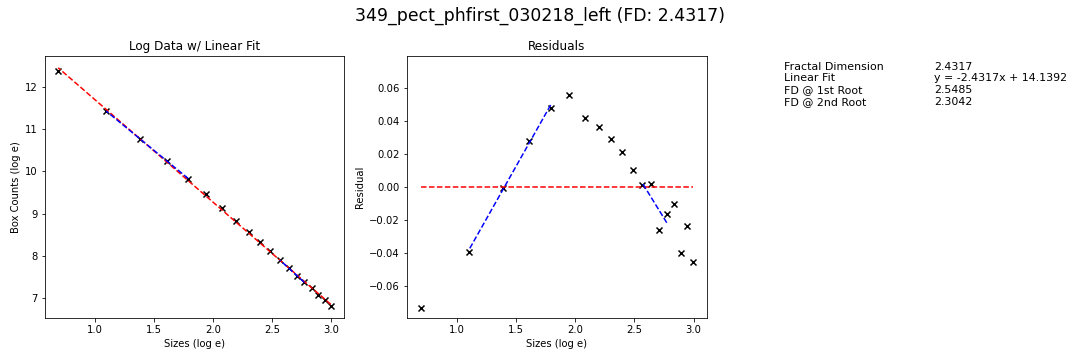 349_pect_phfirst_030218_left (FD: 2.4317)
Log Data w/ Linear Fit
Box Counts (log e)
12
11
10
9
8
7
1.0 1.5 2.0 2.5 3.0
Sizes (log e)
Residuals
Residual
0.06
0.04
0.02
0.00
−0.02
−0.04
−0.06
1.0 1.5 2.0 2.5 3.0
Sizes (log e)
Fractal Dimension 2.4317
Linear Fit y = -2.4317x + 14.1392
FD @ 1st Root 2.5485
FD @ 2nd Root 2.3042